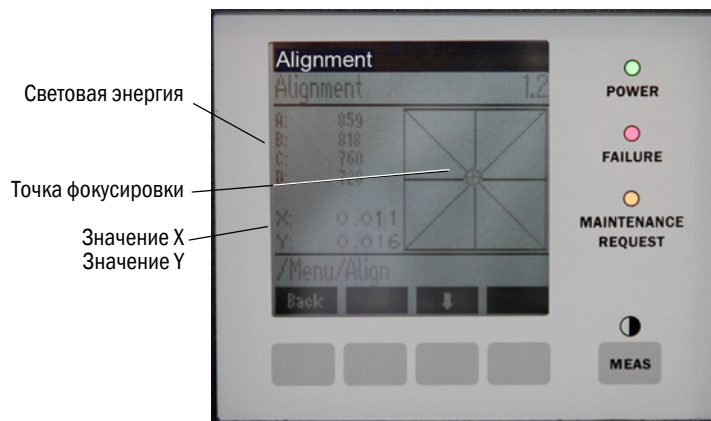 Световая энергия
Точка фокусировки
Значение X
Значение Y
Alignment
Alignment 1.2
A: 859
B: 818
C: 760
D: 728
X: 0.011
Y: 0.016
/Menu/Align
Back
POWER
FAILURE
MAINTENANCE
REQUEST
MEAS